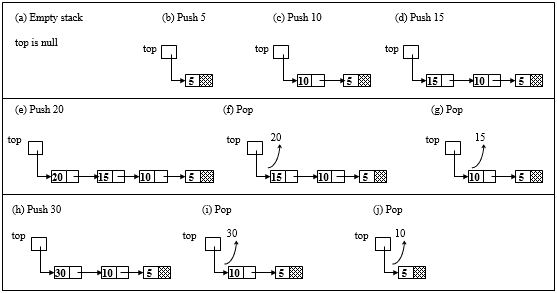 (a) Empty stack
top is null
(b) Push 5
top
5
(c) Push 10
top
10 5
(d) Push 15
top
15 10 5
(e) Push 20
top
20 15 10 5
(f) Pop
top 20
15 10 5
(g) Pop
top 15
10 5
(h) Push 30
top
30 10 5
(i) Pop
top 30
10 5
(j) Pop
top 10
5